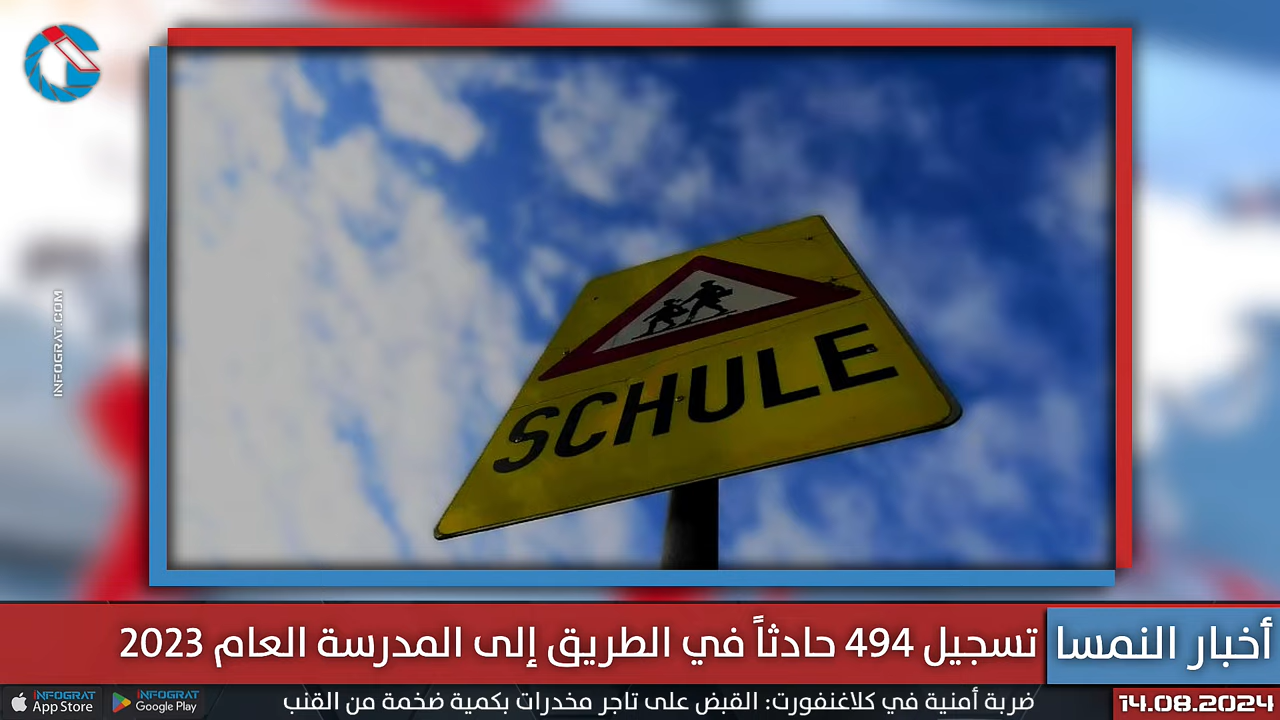 INFOGRAT.COM
SCHULE
أخبار النمسا
تسجيل 494 حادثاً في الطريق إلى المدرسة العام 2023
14.08.2024
ضربة أمنية في كلاغنفورت: القبض على تاجر مخدرات بكمية ضخمة من القنب
INFOGRAT
Google Play
INFOGRAT
App Store